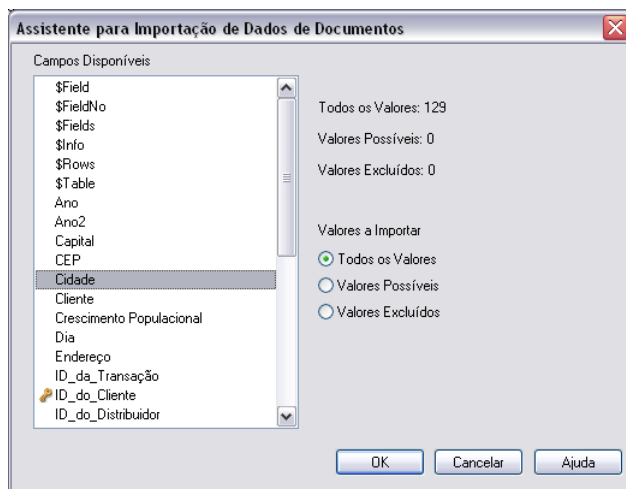 Assistente para Importação de Dados de Documentos
Campos Disponíveis
$Field
$FieldNo
$Fields
$Info
$Rows
$Table
Ano
Ano2
Capital
CEP
Cidade
Cliente
Crescimento Populacional
Dia
Endereço
ID_da_Transação
ID_do_Cliente
ID_do_Distribuidor
Todos os Valores: 129
Valores Possíveis: 0
Valores Excluídos: 0
Valores a Importar
Todos os Valores
Valores Possíveis
Valores Excluídos
OK
Cancelar
Ajuda